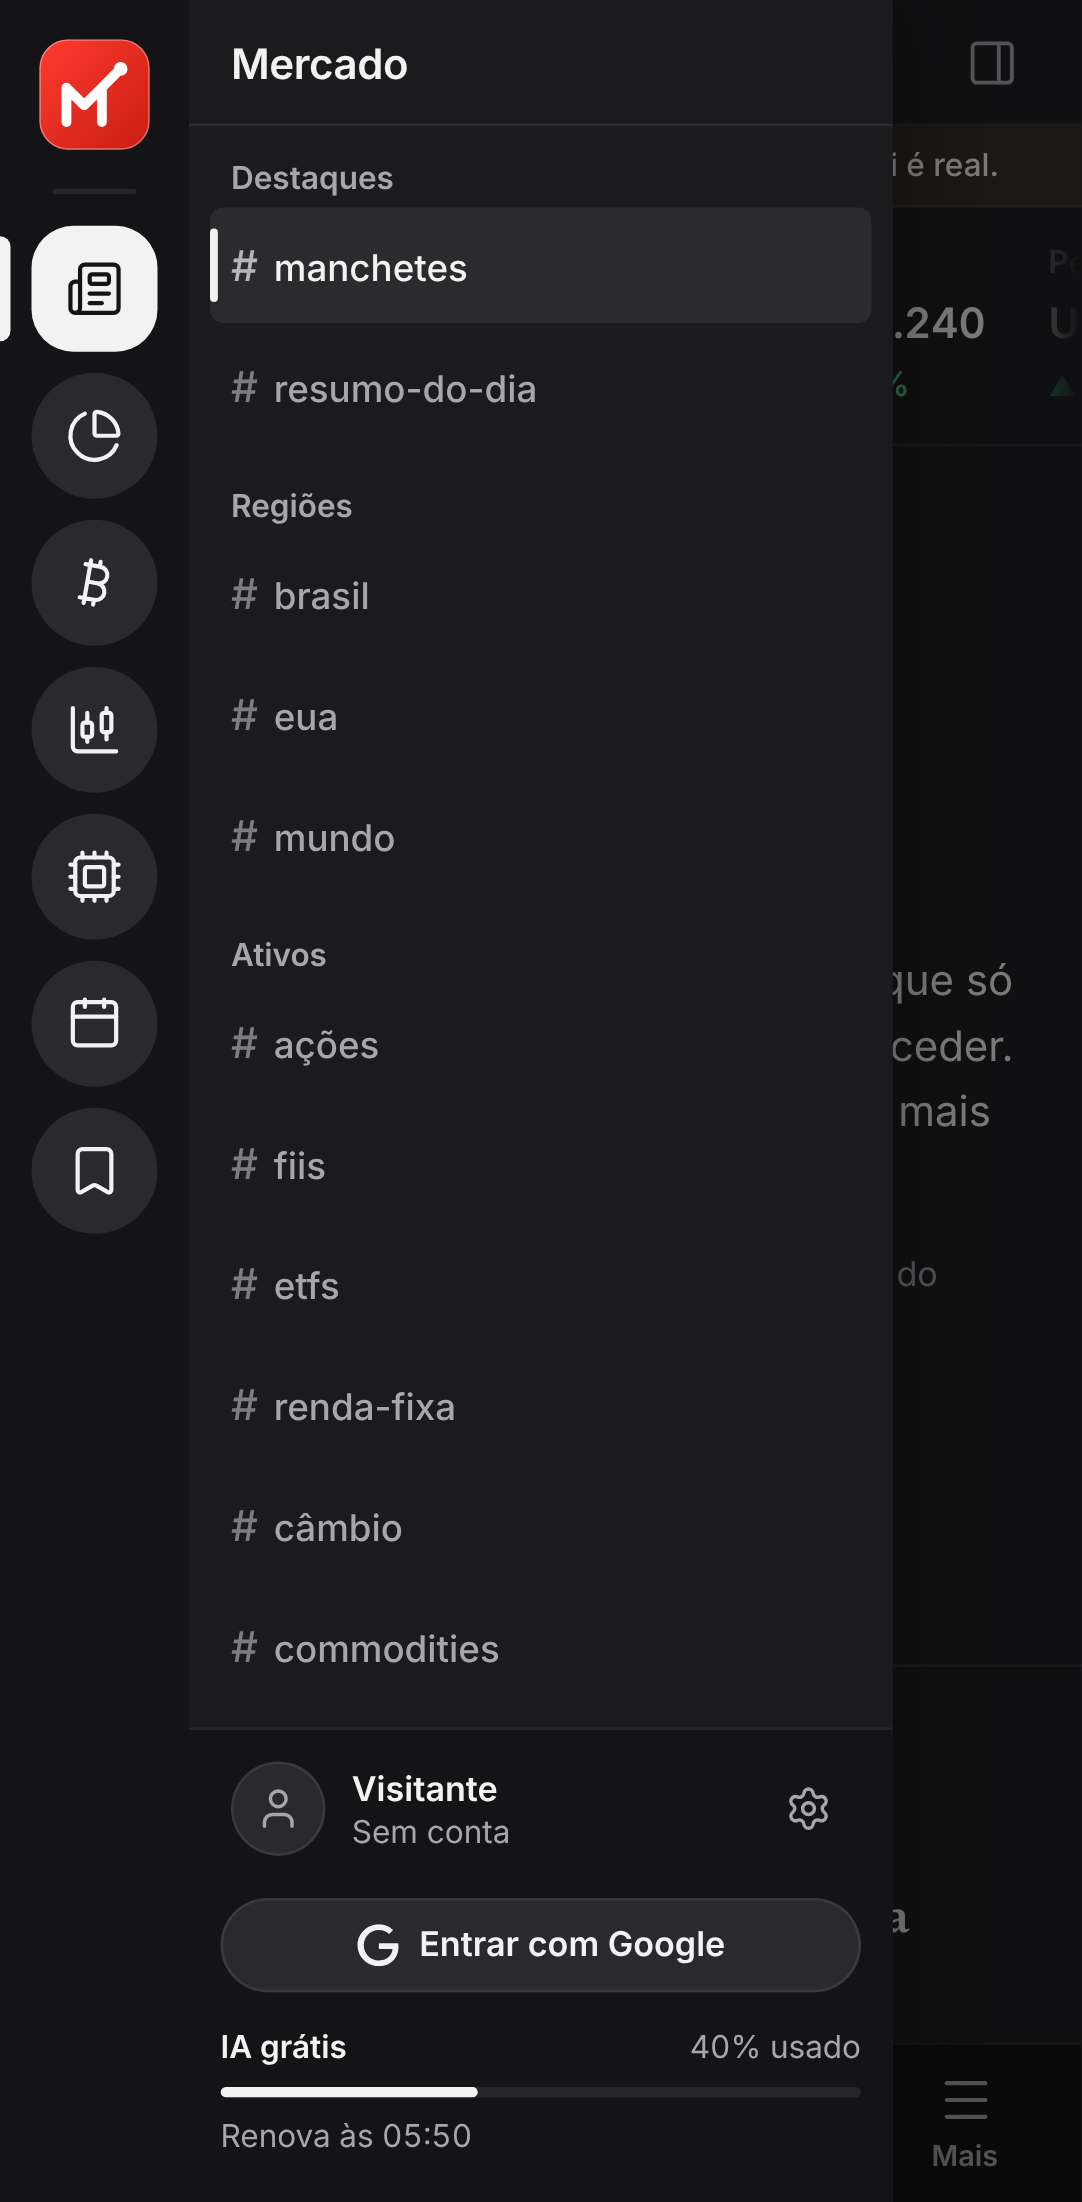 Mercado
Destaques
# manchetes
# resumo-do-dia
Regiões
# brasil
# eua
# mundo
Ativos
# ações
# fiis
# etfs
# renda-fixa
# câmbio
# commodities
Visitante
Sem conta
Entrar com Google
IA grátis
40% usado
Renova às 05:50
é real.
.240
%
que só
ceder.
mais
do
a
Mais